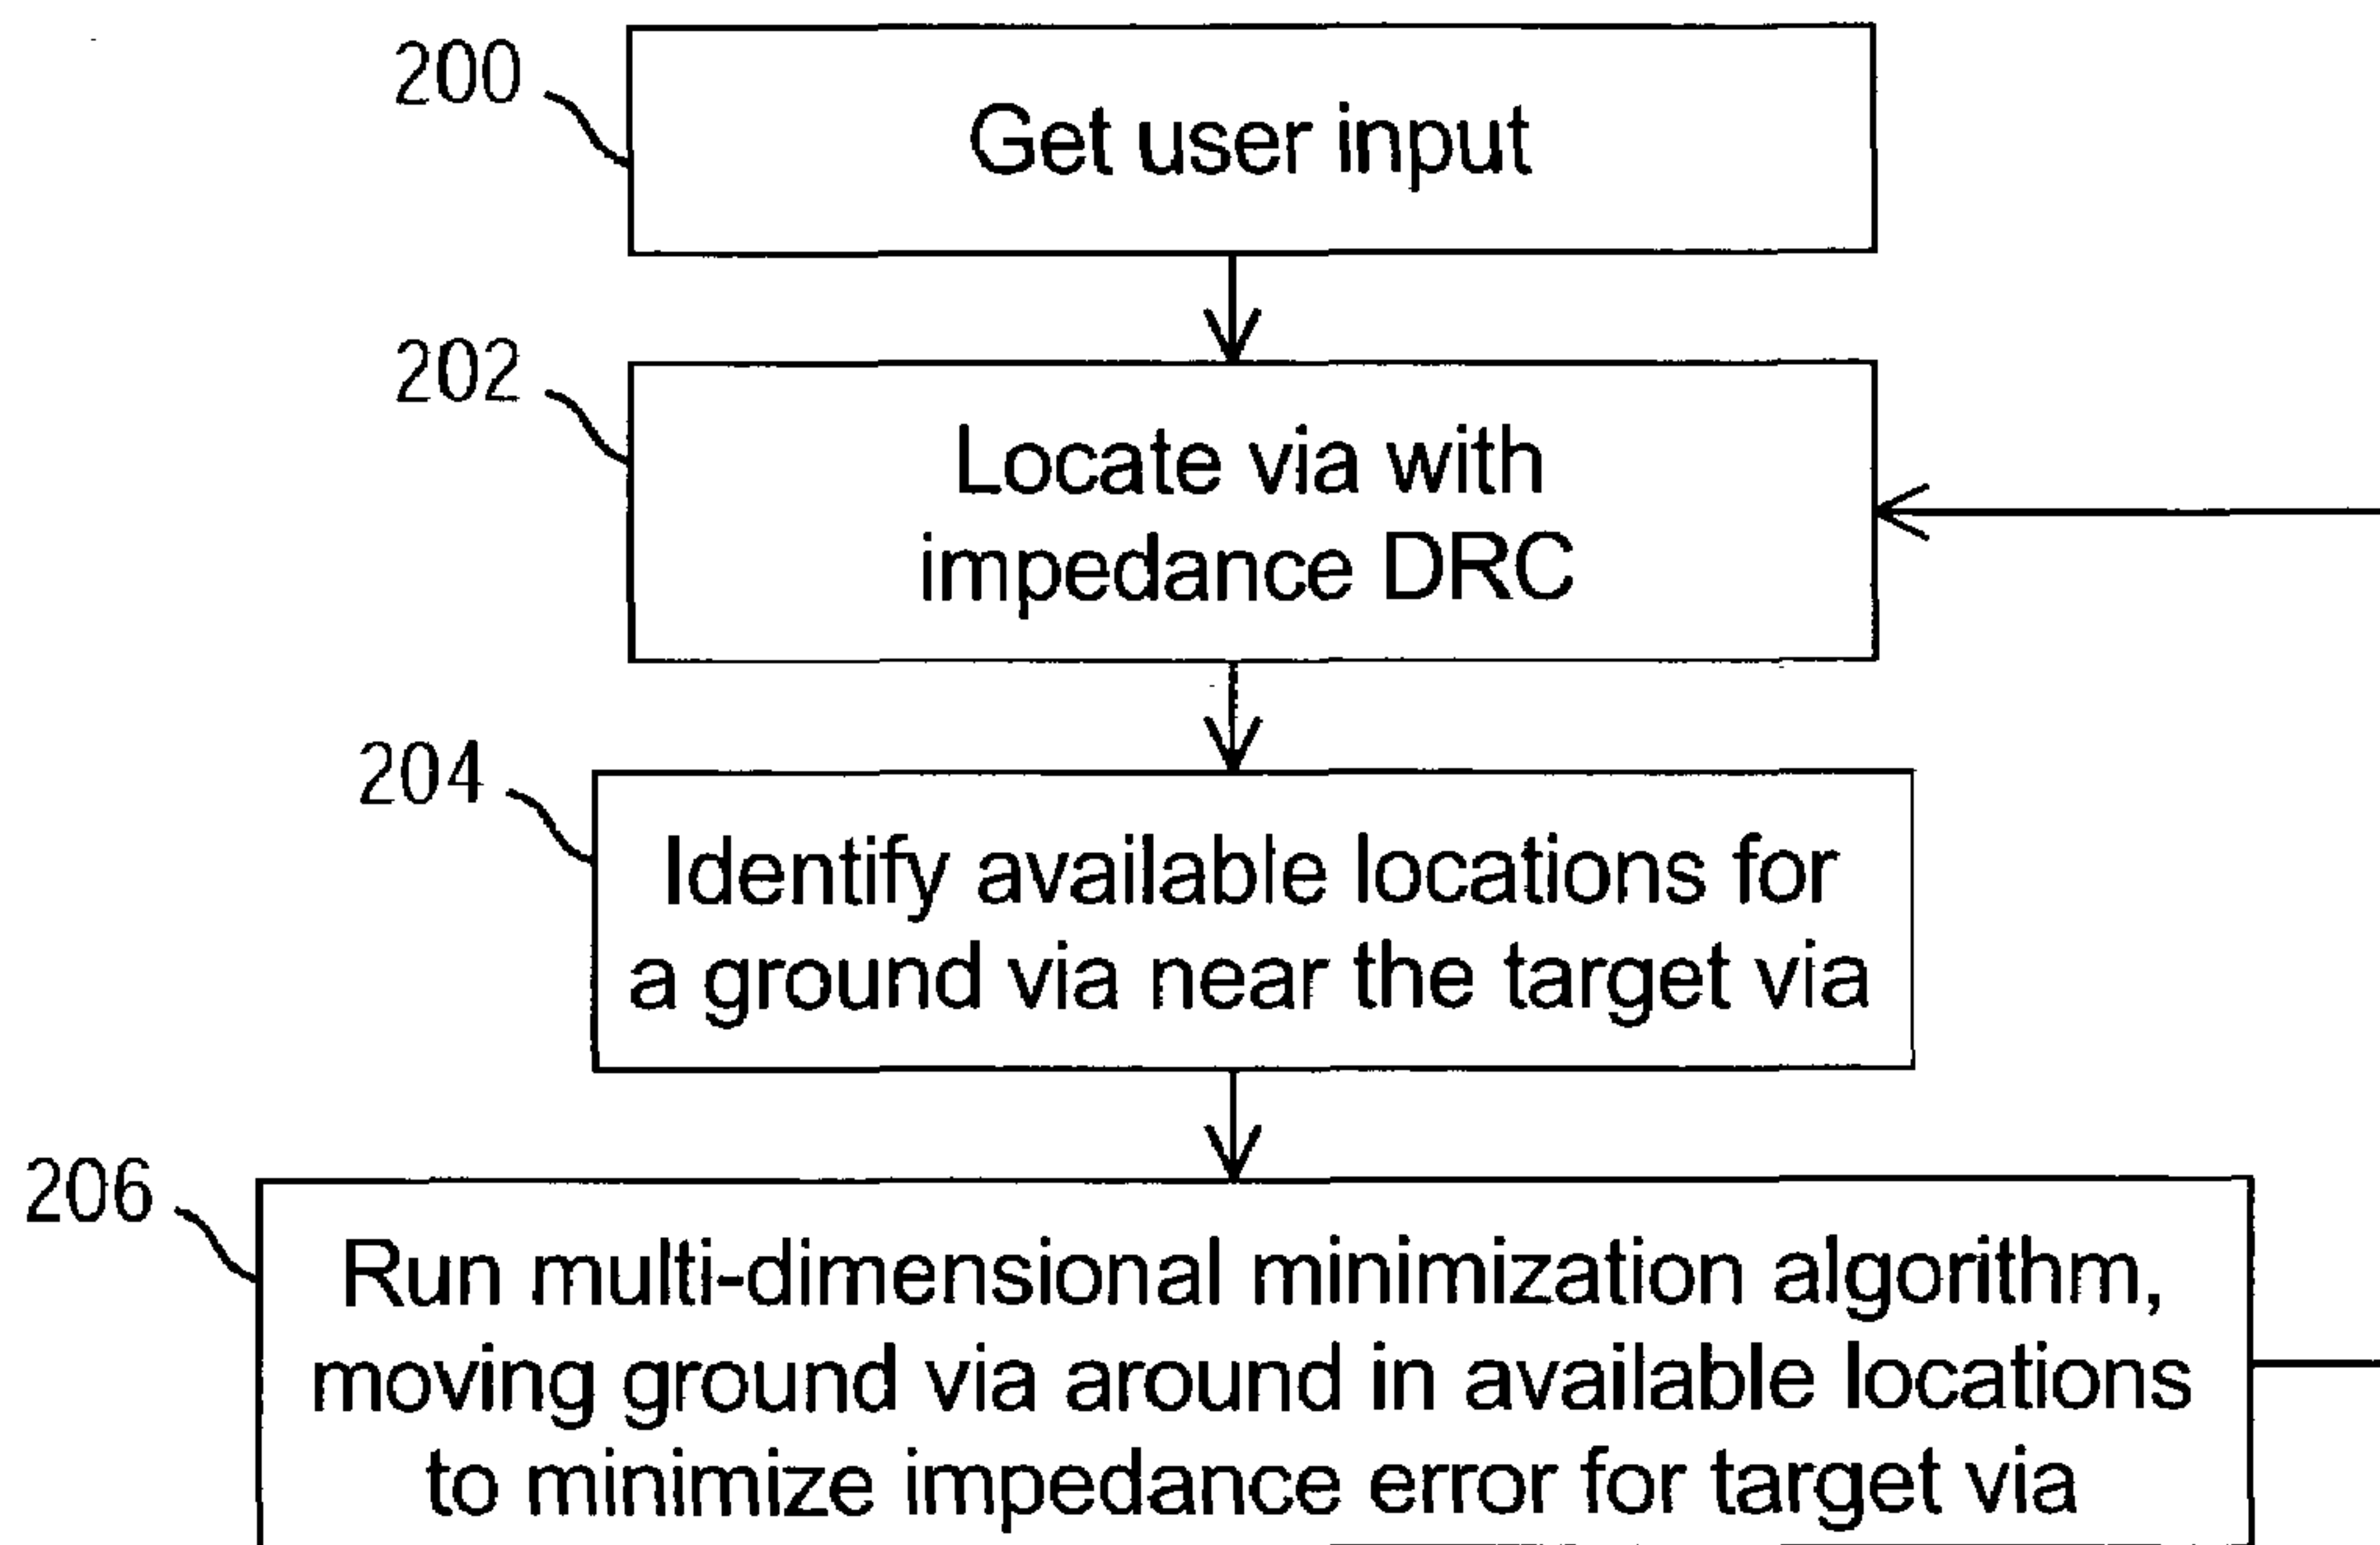 200
Get user input
202
Locate via with
impedance DRC
204
Identify available locations for
a ground via near the target via
206
Run multi-dimensional minimization algorithm,
moving ground via around in available locations
to minimize impedance error for target via